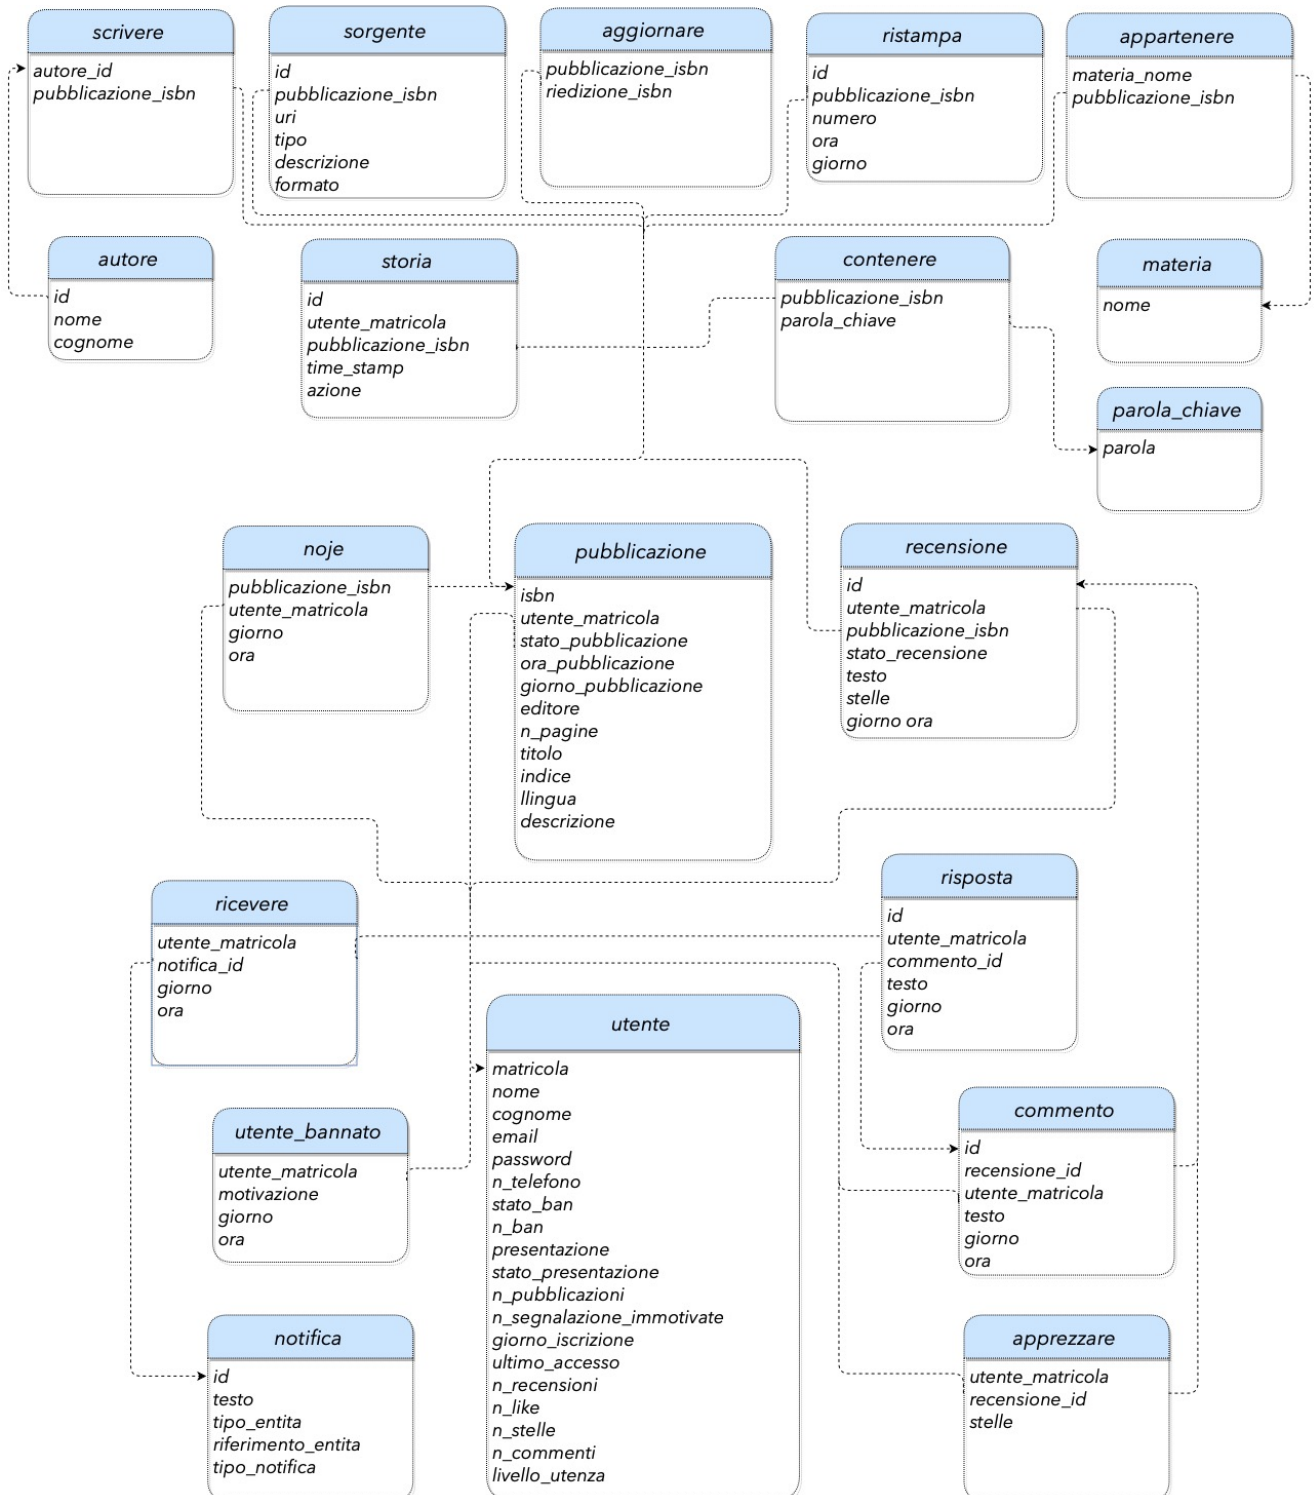 scrivere
autore_id
pubblicazione_isbn
sorgente
id
pubblicazione_isbn
uri
tipo
descrizione
formato
aggiornare
pubblicazione_isbn
riedizione_isbn
ristampa
id
pubblicazione_isbn
numero
ora
giorno
appartenere
materia_nome
pubblicazione_isbn
autore
id
nome
cognome
storia
id
utente_matricola
pubblicazione_isbn
time_stamp
azione
contenere
pubblicazione_isbn
parola_chiave
materia
nome
parola_chiave
parola
noje
pubblicazione_isbn
utente_matricola
giorno
ora
pubblicazione
isbn
utente_matricola
stato_pubblicazione
ora_pubblicazione
giorno_pubblicazione
editore
n_pagine
titolo
indice
llingua
descrizione
recensione
id
utente_matricola
pubblicazione_isbn
stato_recensione
testo
stelle
giorno ora
ricevere
utente_matricola
notifica_id
giorno
ora
risposta
id
utente_matricola
commento_id
testo
giorno
ora
utente
matricola
nome
cognome
email
password
n_telefono
stato_ban
n_ban
presentazione
stato_presentazione
n_pubblicazioni
n_segnalazione_immotivate
giorno_iscrizione
ultimo_accesso
n_recensioni
n_like
n_stelle
n_commenti
livello_utenza
utente_bannato
utente_matricola
motivazione
giorno
ora
commento
id
recensione_id
utente_matricola
testo
giorno
ora
notifica
id
testo
tipo_entita
riferimento_entita
tipo_notifica
apprezzare
utente_matricola
recensione_id
stelle